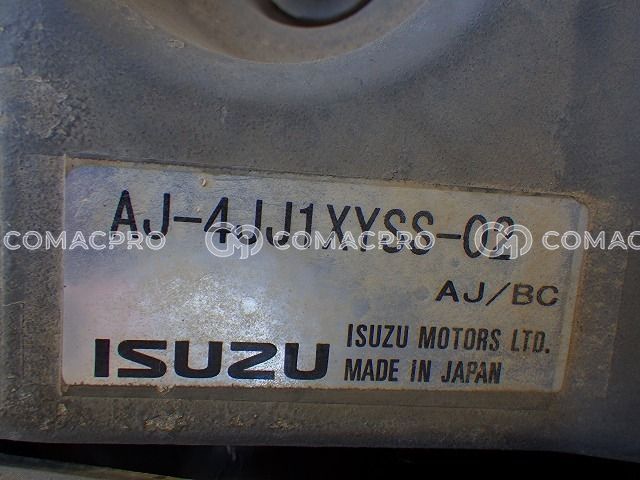 AJ-4JJ1XYSS-02
COMACPRO COMACPRO COMACPRO
AJ/BC
ISUZU
ISUZU MOTORS LTD.
MADE IN JAPAN